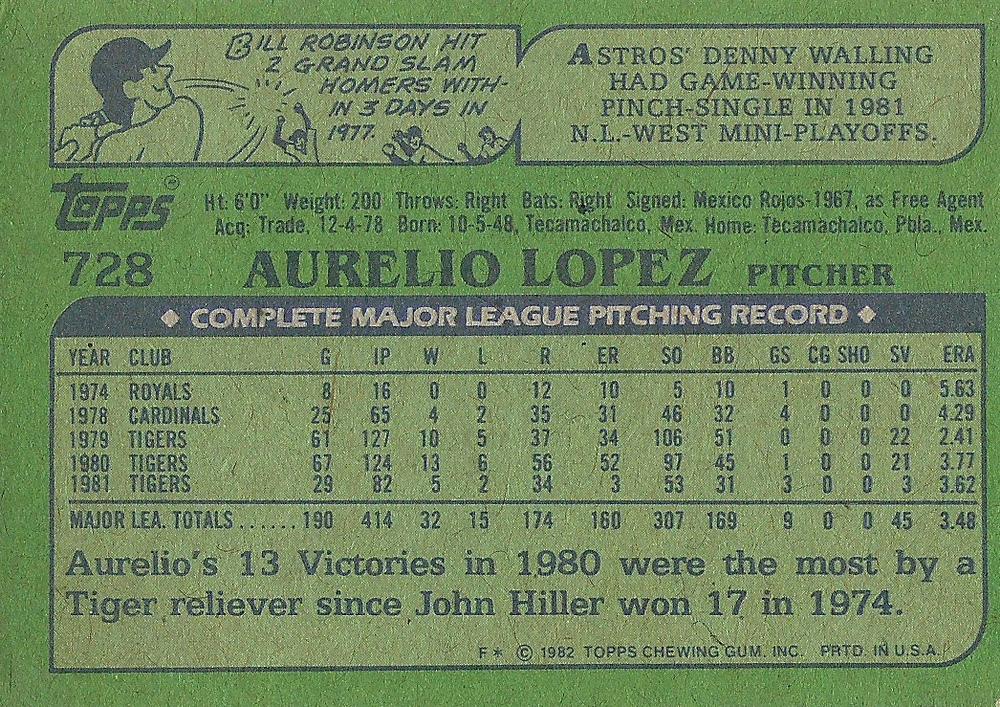 BILL ROBINSON HIT
2 GRAND SLAM
HOMERS WITH-
IN 3 DAYS IN
1977.
ASTROS' DENNY WALLING
HAD GAME-WINNING
PINCH-SINGLE IN 1981
N.L.-WEST MINI-PLAYOFFS.
TOPPS®
Ht: 6'0" Weight: 200 Throws: Right Bats: Right Signed: Mexico Rojos-1967, as Free Agent
Acq: Trade, 12-4-78 Born: 10-5-48, Tecamachalco, Mex. Home: Tecamachalco, Pbla., Mex.
728 AURELIO LOPEZ PITCHER
◆ COMPLETE MAJOR LEAGUE PITCHING RECORD ◆
YEAR CLUB G IP W L R ER SO BB GS CG SHO SV ERA
1974 ROYALS 8 16 0 0 12 10 5 10 1 0 0 0 5.63
1978 CARDINALS 25 65 4 2 35 31 46 32 4 0 0 0 4.29
1979 TIGERS 61 127 10 5 37 34 106 51 0 0 0 22 2.41
1980 TIGERS 67 124 13 6 56 52 97 45 1 0 0 21 3.77
1981 TIGERS 29 82 5 2 34 3 53 31 3 0 0 3 3.62
MAJOR LEA. TOTALS ...... 190 414 32 15 174 160 307 169 9 0 0 45 3.48
Aurelio's 13 Victories in 1980 were the most by a
Tiger reliever since John Hiller won 17 in 1974.
F* © 1982 TOPPS CHEWING GUM, INC. PRTD. IN U.S.A.